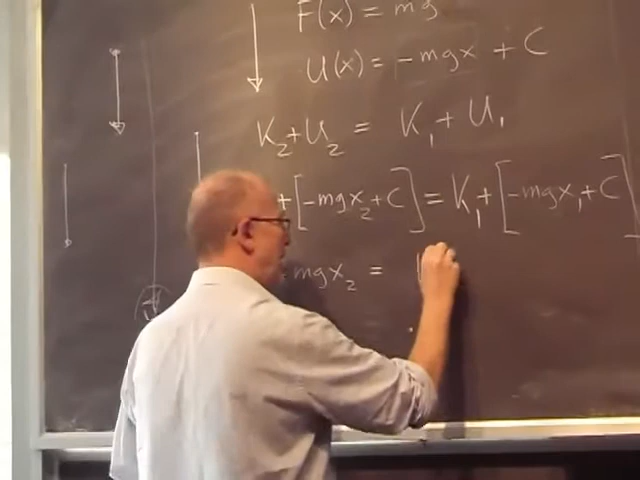 F(x) = mg
U(x) = -mgx + C
K₂+U₂ = K₁+U₁
+[-mgx₂+C] = K₁+[-mgx₁+C]
mgx₂ =